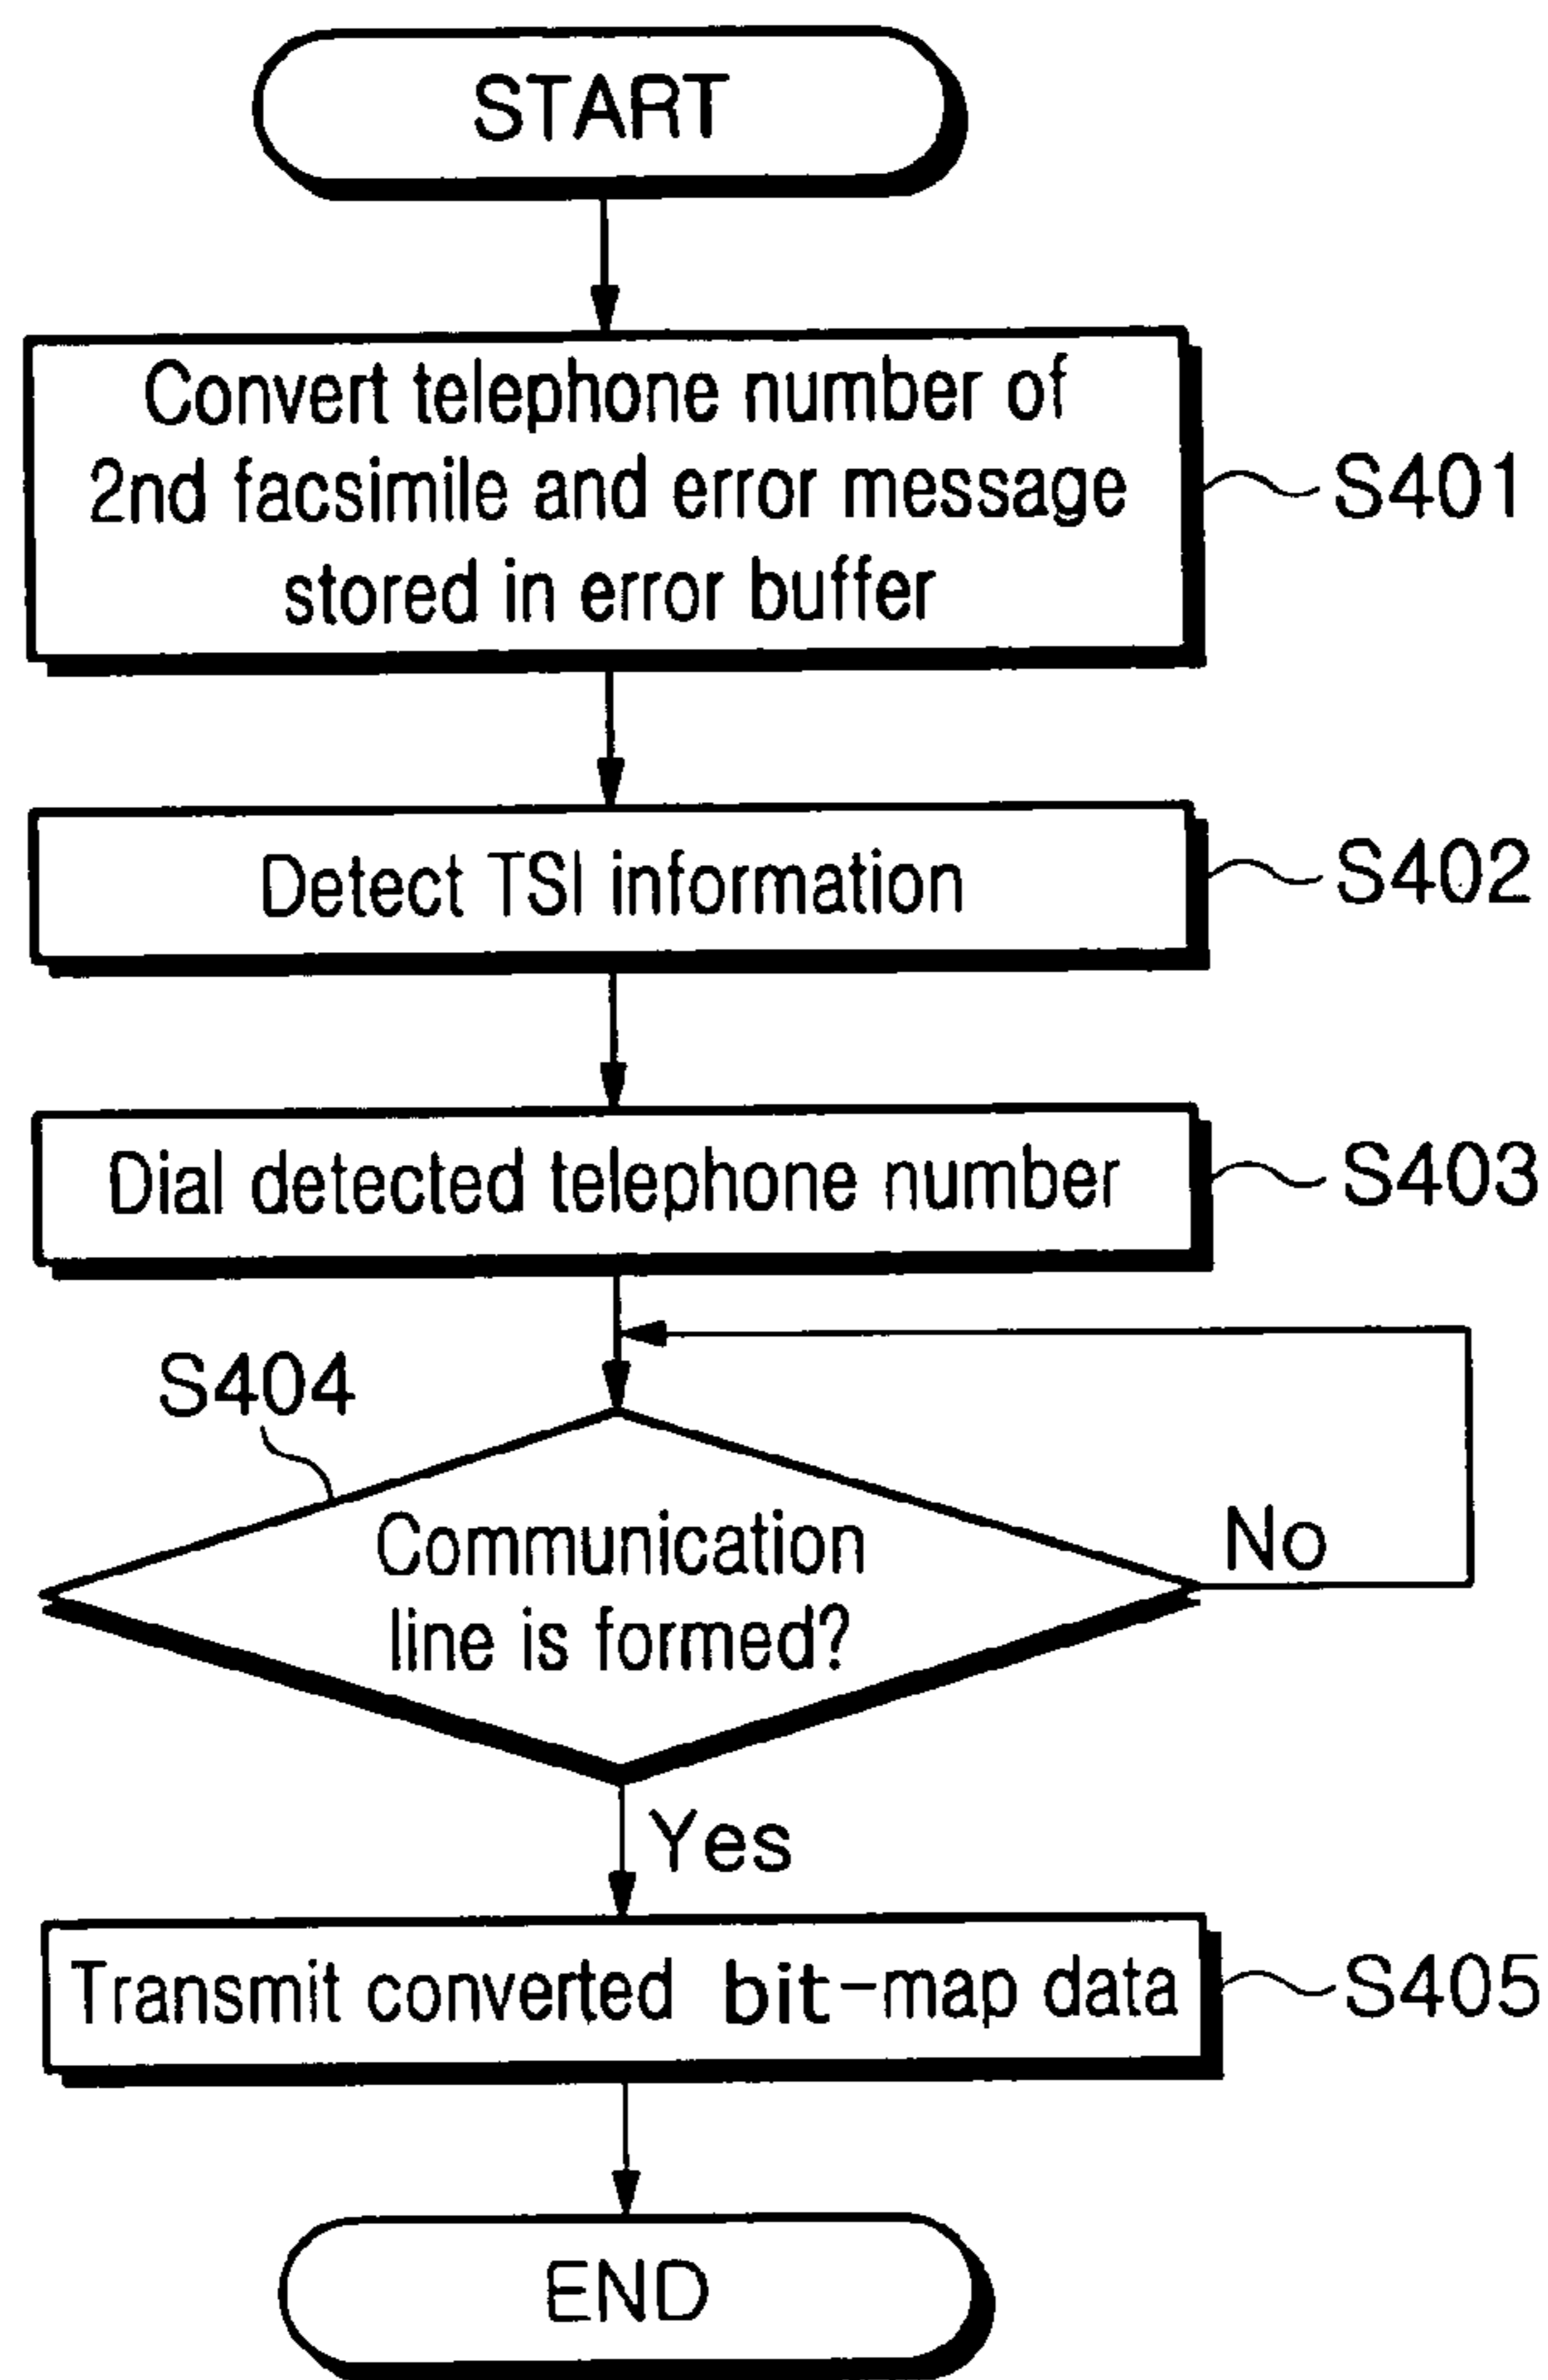 START
Convert telephone number of
2nd facsimile and error message
stored in error buffer
S401
Detect TSI information
S402
Dial detected telephone number
S403
S404
Communication
line is formed?
No
Yes
Transmit converted bit-map data
S405
END